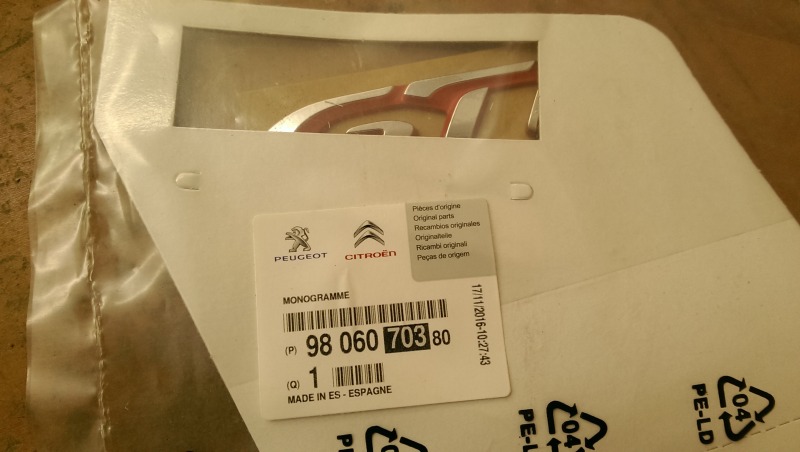 Pièces d'origine
Original parts
Recambios originales
Originalteile
Ricambi originali
Peças de origem
PEUGEOT
CITROËN
MONOGRAMME
(P) 98 060 703 80
(Q) 1
MADE IN ES - ESPAGNE
17/11/2016-10:27:43
04
PE-LD
04
PE-LD
04